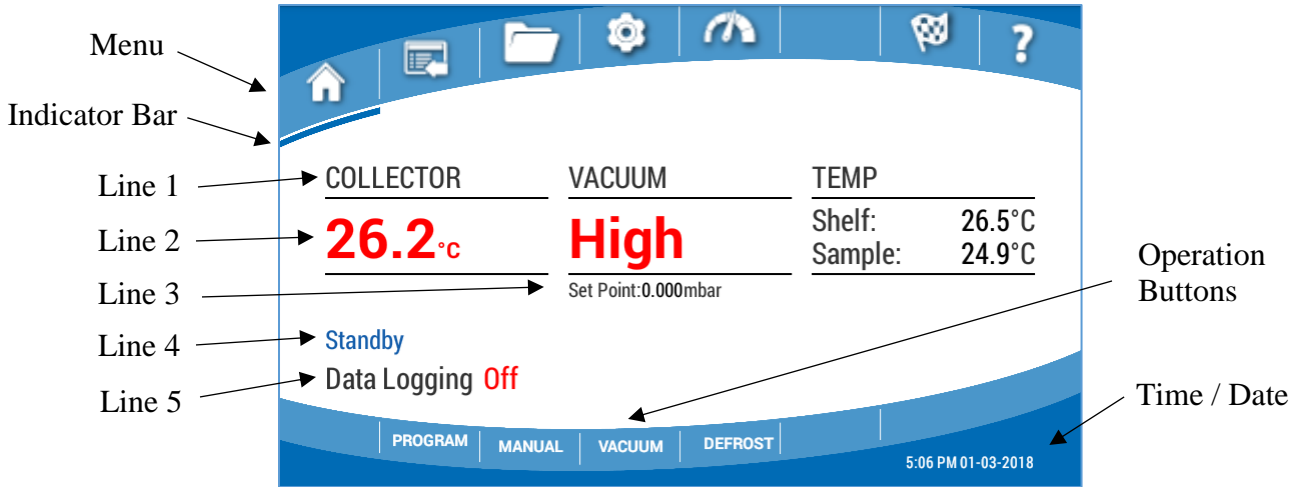 Menu
?
Indicator Bar
Line 1
COLLECTOR VACUUM TEMP
Line 2
26.2°C High Shelf: 26.5°C
Sample: 24.9°C
Operation
Buttons
Line 3
Set Point:0.000mbar
Line 4
Standby
Line 5
Data Logging Off
Time / Date
PROGRAM MANUAL VACUUM DEFROST
5:06 PM 01-03-2018